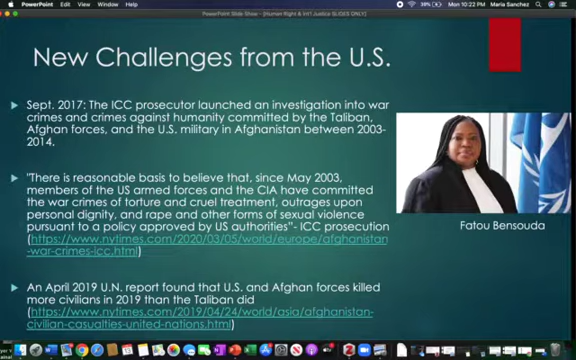 PowerPoint Edit View Window Help
39% Mon 10:22 PM Maria Sanchez
PowerPoint Slide Show - [Human Right & Int'l Justice SLIDES ONLY]
New Challenges from the U.S.
Sept. 2017: The ICC prosecutor launched an investigation into war
crimes and crimes against humanity committed by the Taliban,
Afghan forces, and the U.S. military in Afghanistan between 2003-
2014.
"There is reasonable basis to believe that, since May 2003,
members of the US armed forces and the CIA have committed
the war crimes of torture and cruel treatment, outrages upon
personal dignity, and rape and other forms of sexual violence
pursuant to a policy approved by US authorities"- ICC prosecution
(https://www.nytimes.com/2020/03/05/world/europe/afghanistan
-war-crimes-icc.html)
Fatou Bensouda
An April 2019 U.N. report found that U.S. and Afghan forces killed
more civilians in 2019 than the Taliban did
(https://www.nytimes.com/2019/04/24/world/asia/afghanistan-
civilian-casualties-united-nations.html)